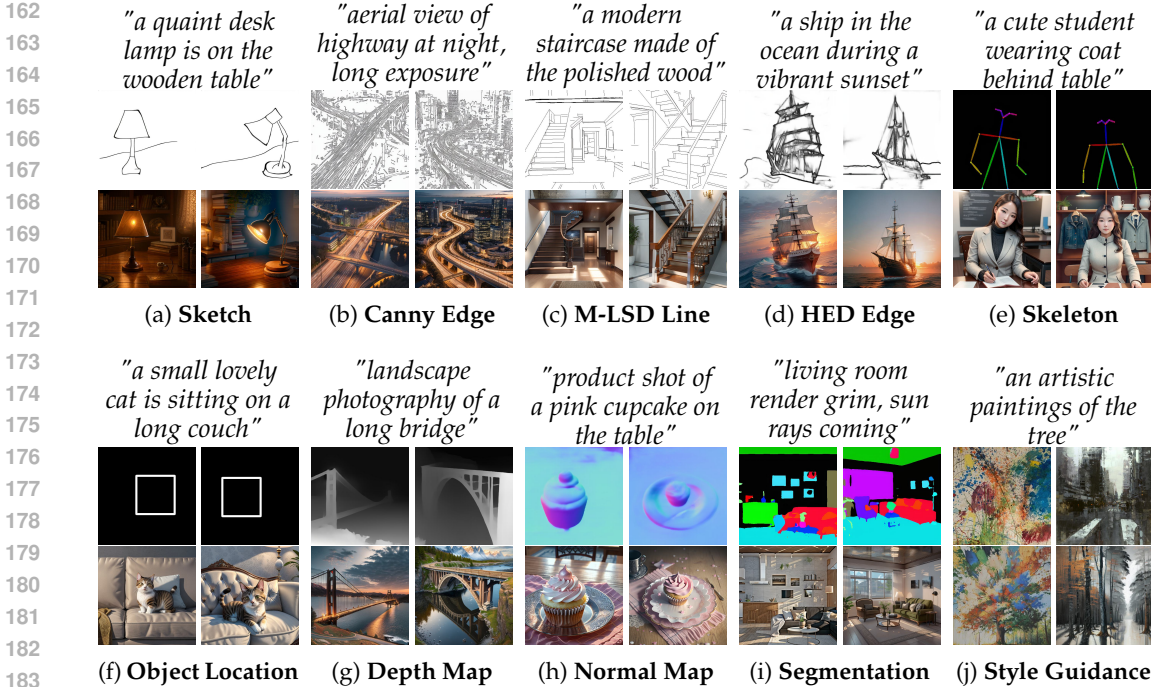 162
163
164
165
166
167
168
169
170
171
172
173
174
175
176
177
178
179
180
181
182
183
"a quaint desk
lamp is on the
wooden table"
"aerial view of
highway at night,
long exposure"
"a modern
staircase made of
the polished wood"
"a ship in the
ocean during a
vibrant sunset"
"a cute student
wearing coat
behind table"
(a) Sketch
(b) Canny Edge
(c) M-LSD Line
(d) HED Edge
(e) Skeleton
"a small lovely
cat is sitting on a
long couch"
"landscape
photography of a
long bridge"
"product shot of
a pink cupcake on
the table"
"living room
render grim, sun
rays coming"
"an artistic
paintings of the
tree"
(f) Object Location
(g) Depth Map
(h) Normal Map
(i) Segmentation
(j) Style Guidance